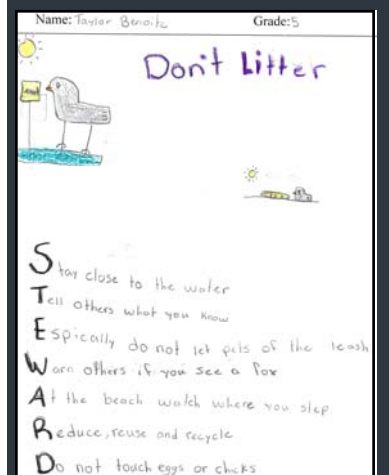 Name: Taylor Benoitz Grade: 5
Don't Litter
Stay close to the water
Tell others what you know
Espically do not let pets of the leash
Warn others if you see a fox
At the beach watch where you step
Reduce, reuse and recycle
Do not touch eggs or chicks